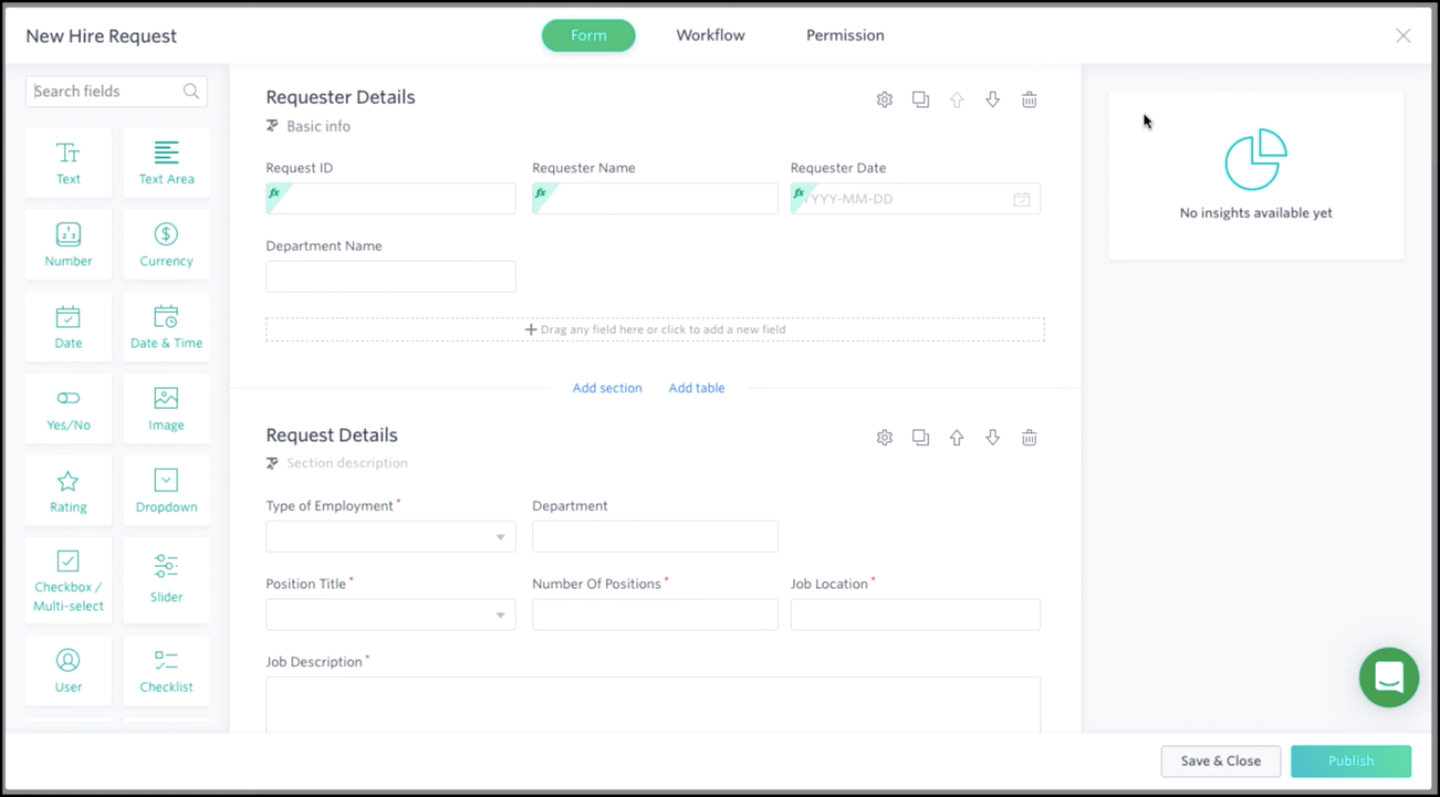 New Hire Request
Form
Workflow
Permission
Search fields
Text
Text Area
Number
Currency
Date
Date & Time
Yes/No
Image
Rating
Dropdown
Checkbox /
Multi-select
Slider
User
Checklist
Requester Details
Basic info
Request ID
Requester Name
Requester Date
fx
fx
fx YYYY-MM-DD
Department Name
+ Drag any field here or click to add a new field
Add section
Add table
Request Details
Section description
Type of Employment *
Department
Position Title *
Number Of Positions *
Job Location *
Job Description *
No insights available yet
Save & Close
Publish